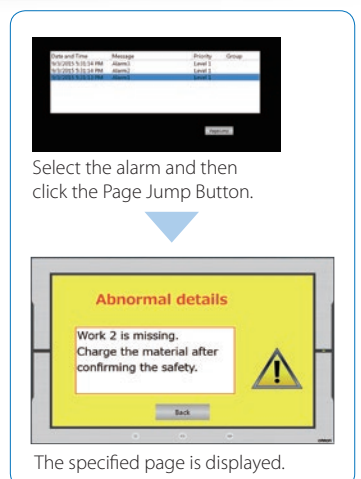 Date and Time Message Priority Group
9/3/2015 5:31:14 PM Alarm1 Level 1
9/3/2015 5:31:14 PM Alarm2 Level 1
Level 1
Select the alarm and then
click the Page Jump Button.
Abnormal details
Work 2 is missing.
Charge the material after
confirming the safety.
Back
The specified page is displayed.